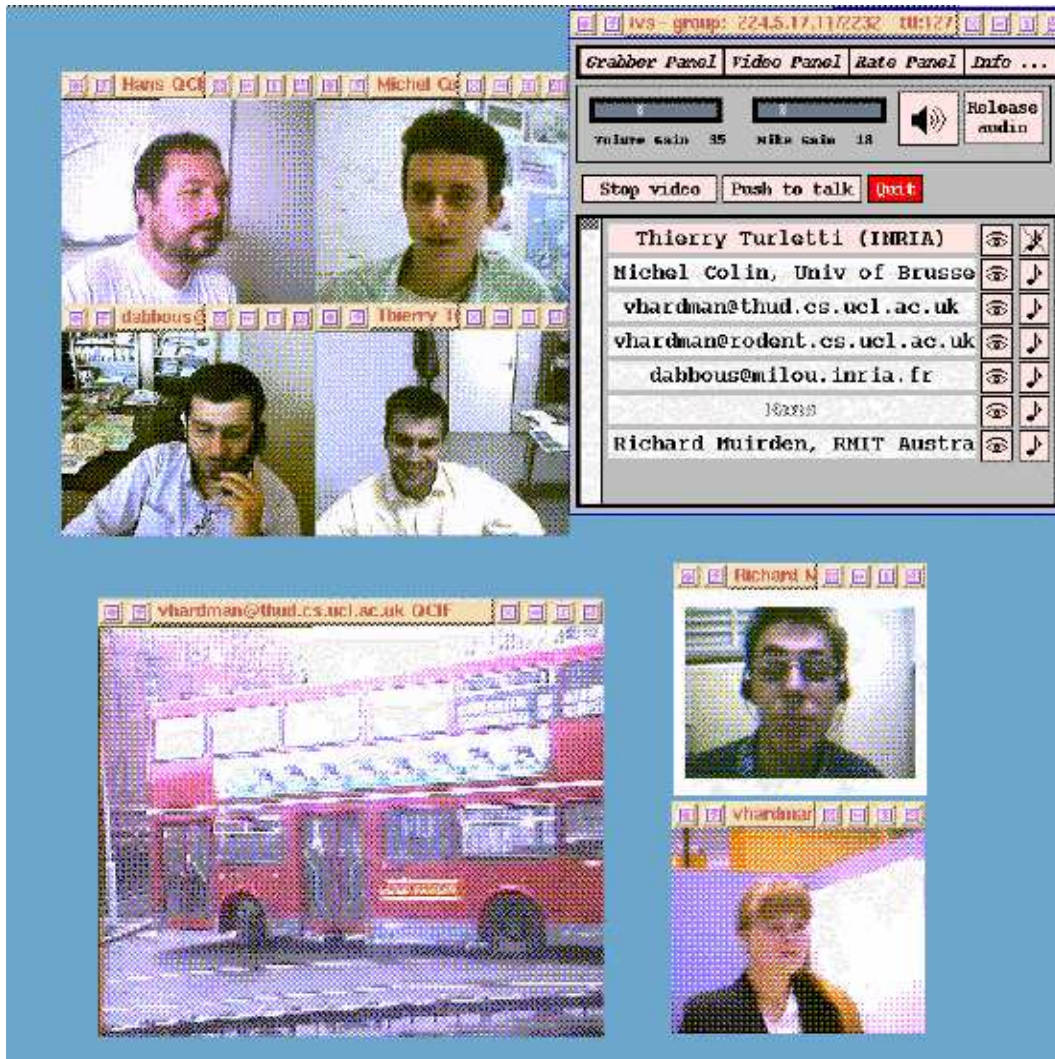 ivs - group: 224.5.17.11/2232 ttl:127
Grabber Panel Video Panel Rate Panel Info ...
Volume Gain 95 Mike Gain 18
Release audio
Stop video Push to talk Quit
Thierry Turletti (INRIA)
Michel Colin, Univ of Brusse
vhardman@thud.cs.ucl.ac.uk
vhardman@rodent.cs.ucl.ac.uk
dabbous@milou.inria.fr
Hans
Richard Muirden, RMIT Austra
Hans QCIF
Michel Co
dabbous@
Thierry T
vhardman@thud.cs.ucl.ac.uk QCIF
Richard M
vhardman